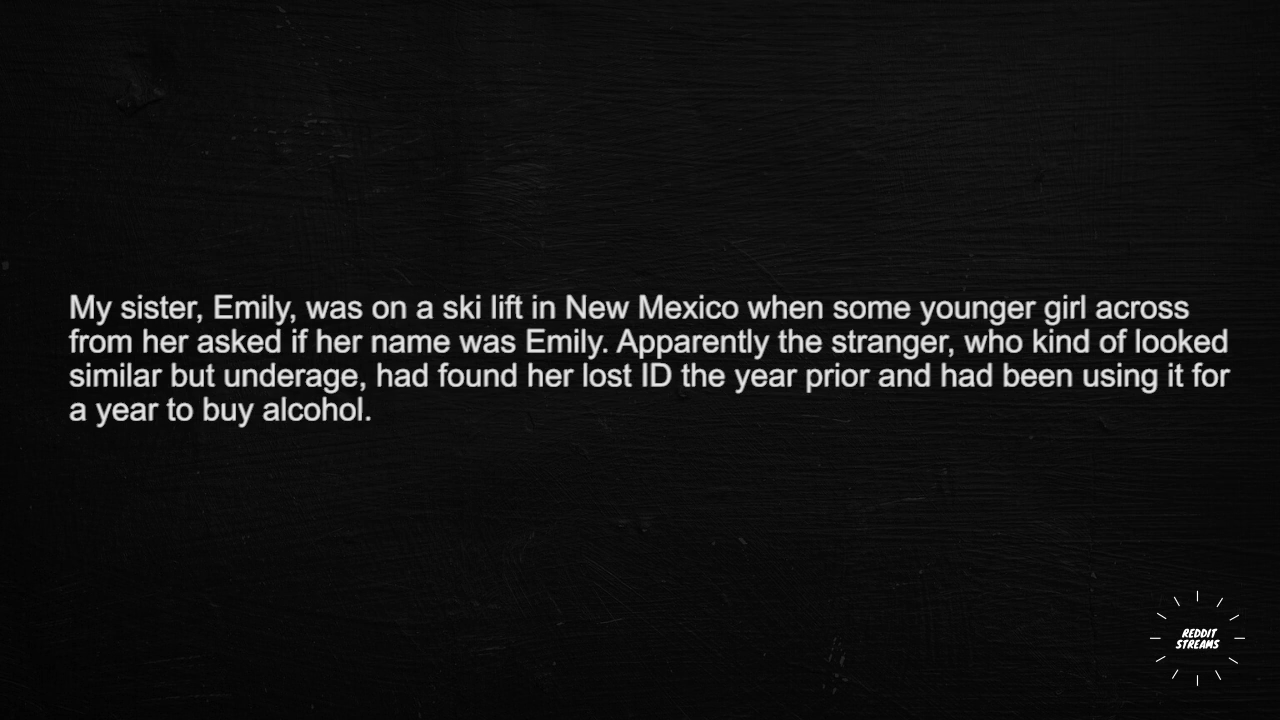 My sister, Emily, was on a ski lift in New Mexico when some younger girl across
from her asked if her name was Emily. Apparently the stranger, who kind of looked
similar but underage, had found her lost ID the year prior and had been using it for
a year to buy alcohol.
REDDIT
STREAMS